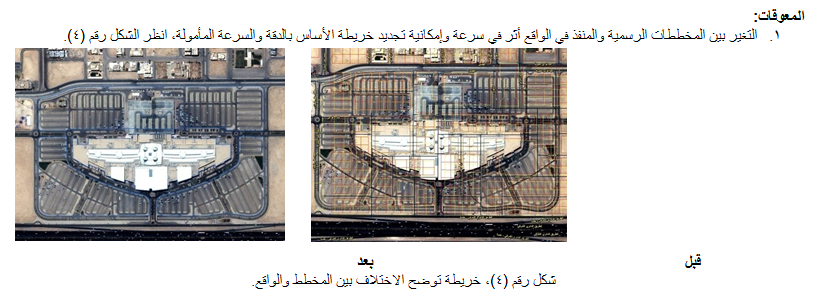 المعوقات:
١. التغير بين المخططات الرسمية والمنفذ في الواقع أثر في سرعة وإمكانية تجديد خريطة الأساس بالدقة والسرعة المأمولة، انظر الشكل رقم (٤).
قبل
بعد
شكل رقم (٤)، خريطة توضح الاختلاف بين المخطط والواقع.